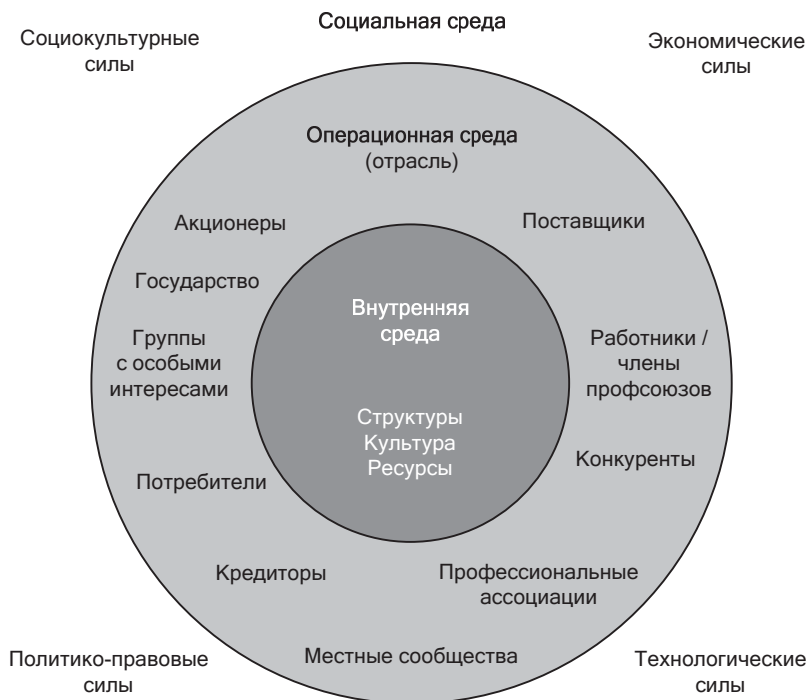 Социальная среда
Социокультурные
силы
Экономические
силы
Операционная среда
(отрасль)
Акционеры
Поставщики
Государство
Внутренняя
среда
Группы
с особыми
интересами
Работники /
члены
профсоюзов
Структуры
Культура
Ресурсы
Конкуренты
Потребители
Кредиторы
Профессиональные
ассоциации
Местные сообщества
Политико-правовые
силы
Технологические
силы